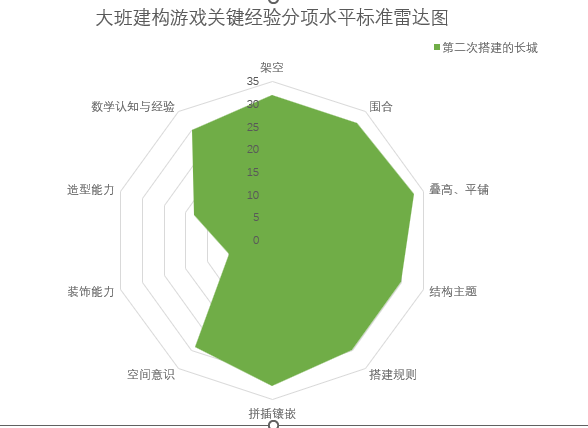 大班建构游戏关键经验分项水平标准雷达图
第二次搭建的长城
架空
围合
叠高、平铺
结构主题
搭建规则
拼插镶嵌
空间意识
装饰能力
造型能力
数学认知与经验
35
30
25
20
15
10
5
0